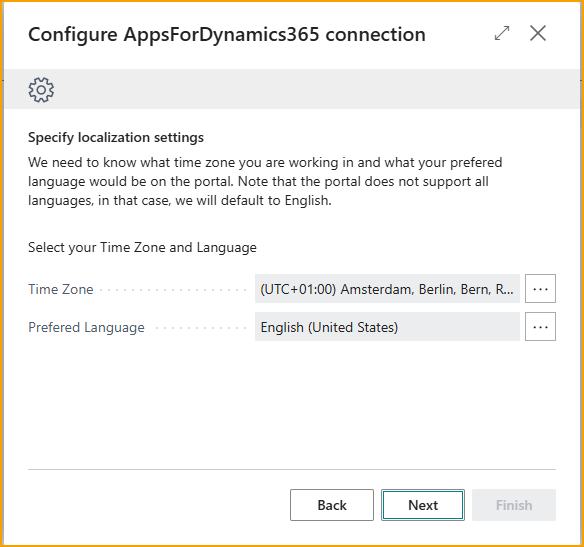 Configure AppsForDynamics365 connection
Specify localization settings
We need to know what time zone you are working in and what your prefered
language would be on the portal. Note that the portal does not support all
languages, in that case, we will default to English.
Select your Time Zone and Language
Time Zone (UTC+01:00) Amsterdam, Berlin, Bern, R... ...
Prefered Language English (United States) ...
Back Next Finish